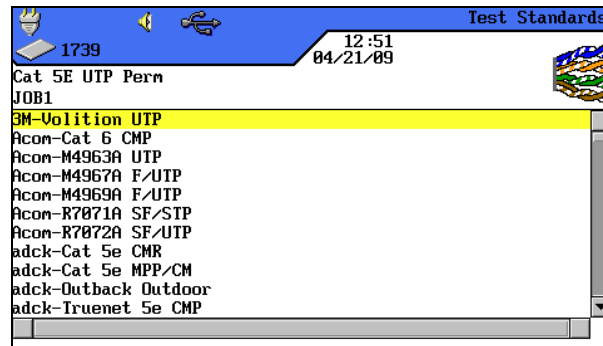 Test Standards
1739
12:51
04/21/09
Cat 5E UTP Perm
JOB1
3M-Volition UTP
Acom-Cat 6 CMP
Acom-M4963A UTP
Acom-M4967A F/UTP
Acom-M4969A F/UTP
Acom-R7071A SF/STP
Acom-R7072A SF/UTP
adck-Cat 5e CMR
adck-Cat 5e MPP/CM
adck-Outback Outdoor
adck-Truenet 5e CMP